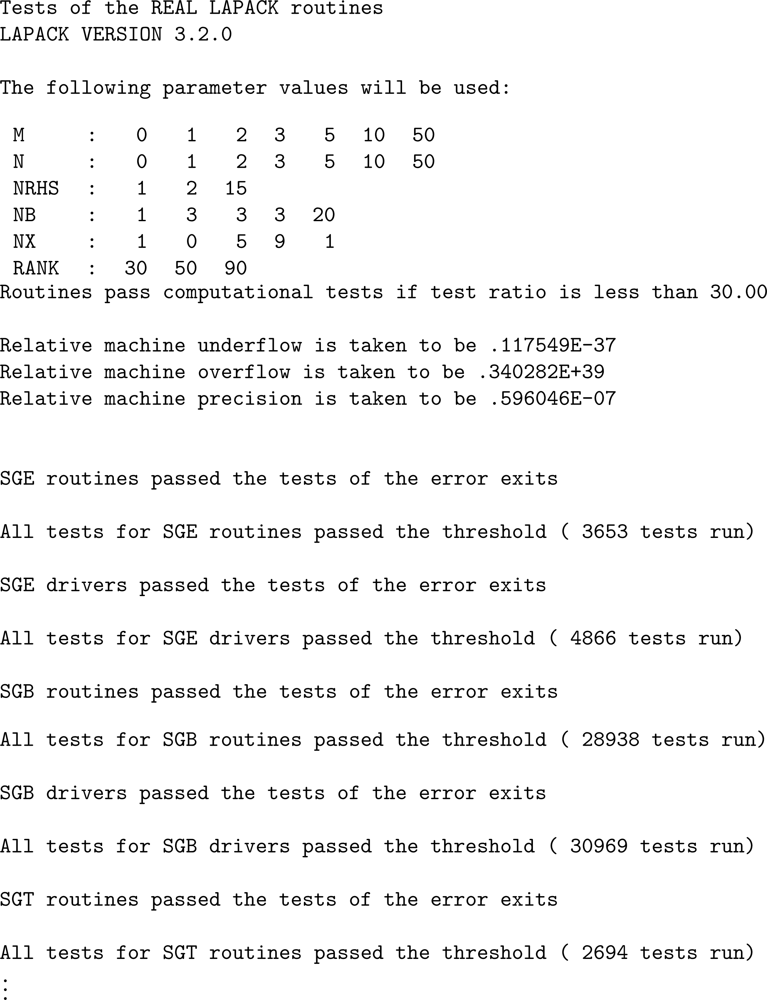 Tests of the REAL LAPACK routines
LAPACK VERSION 3.2.0
The following parameter values will be used:
M : 0 1 2 3 5 10 50
N : 0 1 2 3 5 10 50
NRHS : 1 2 15
NB : 1 3 3 3 20
NX : 1 0 5 9 1
RANK : 30 50 90
Routines pass computational tests if test ratio is less than 30.00
Relative machine underflow is taken to be .117549E-37
Relative machine overflow is taken to be .340282E+39
Relative machine precision is taken to be .596046E-07
SGE routines passed the tests of the error exits
All tests for SGE routines passed the threshold ( 3653 tests run)
SGE drivers passed the tests of the error exits
All tests for SGE drivers passed the threshold ( 4866 tests run)
SGB routines passed the tests of the error exits
All tests for SGB routines passed the threshold ( 28938 tests run)
SGB drivers passed the tests of the error exits
All tests for SGB drivers passed the threshold ( 30969 tests run)
SGT routines passed the tests of the error exits
All tests for SGT routines passed the threshold ( 2694 tests run)
⋮